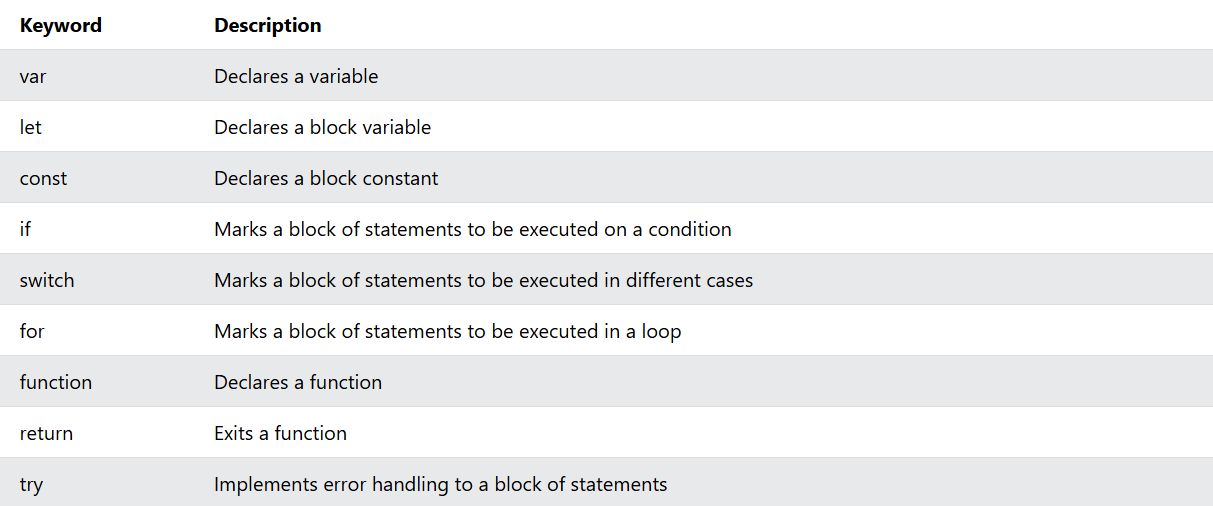 Keyword Description
var Declares a variable
let Declares a block variable
const Declares a block constant
if Marks a block of statements to be executed on a condition
switch Marks a block of statements to be executed in different cases
for Marks a block of statements to be executed in a loop
function Declares a function
return Exits a function
try Implements error handling to a block of statements